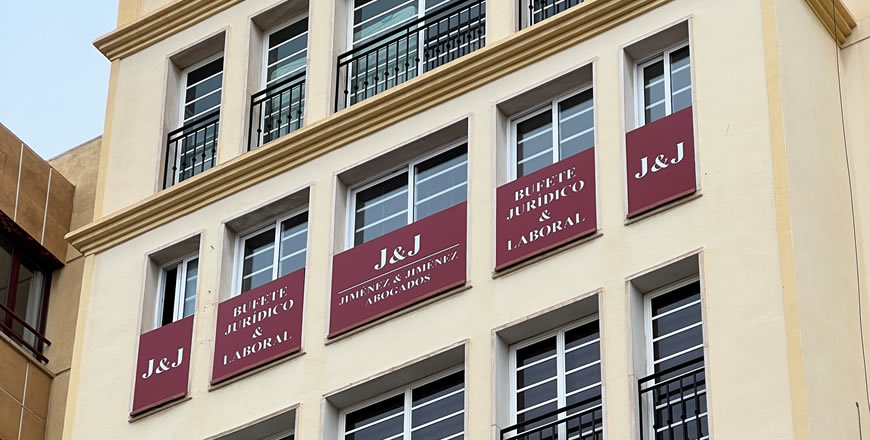 J&J
BUFETE
JURÍDICO
&
LABORAL
J&J
JIMÉNEZ & JIMÉNEZ
ABOGADOS
BUFETE
JURÍDICO
&
LABORAL
J&J